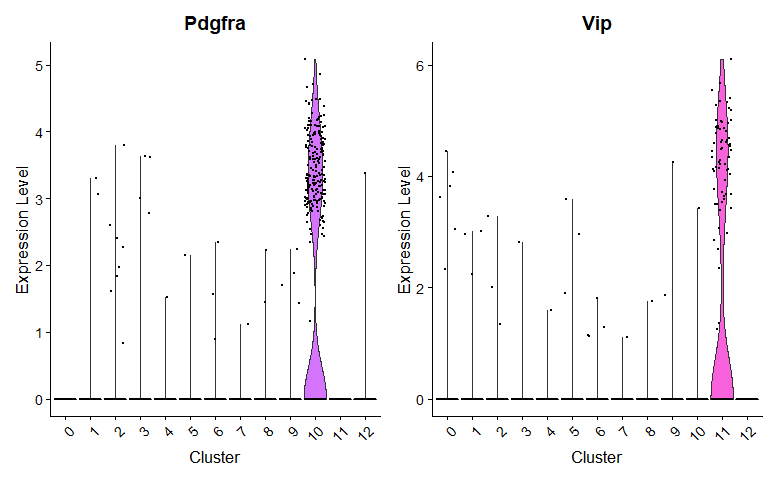 Pdgfra
Expression Level
5
4
3
2
1
0
0 1 2 3 4 5 6 7 8 9 10 11 12
Cluster
Vip
Expression Level
6
4
2
0
0 1 2 3 4 5 6 7 8 9 10 11 12
Cluster